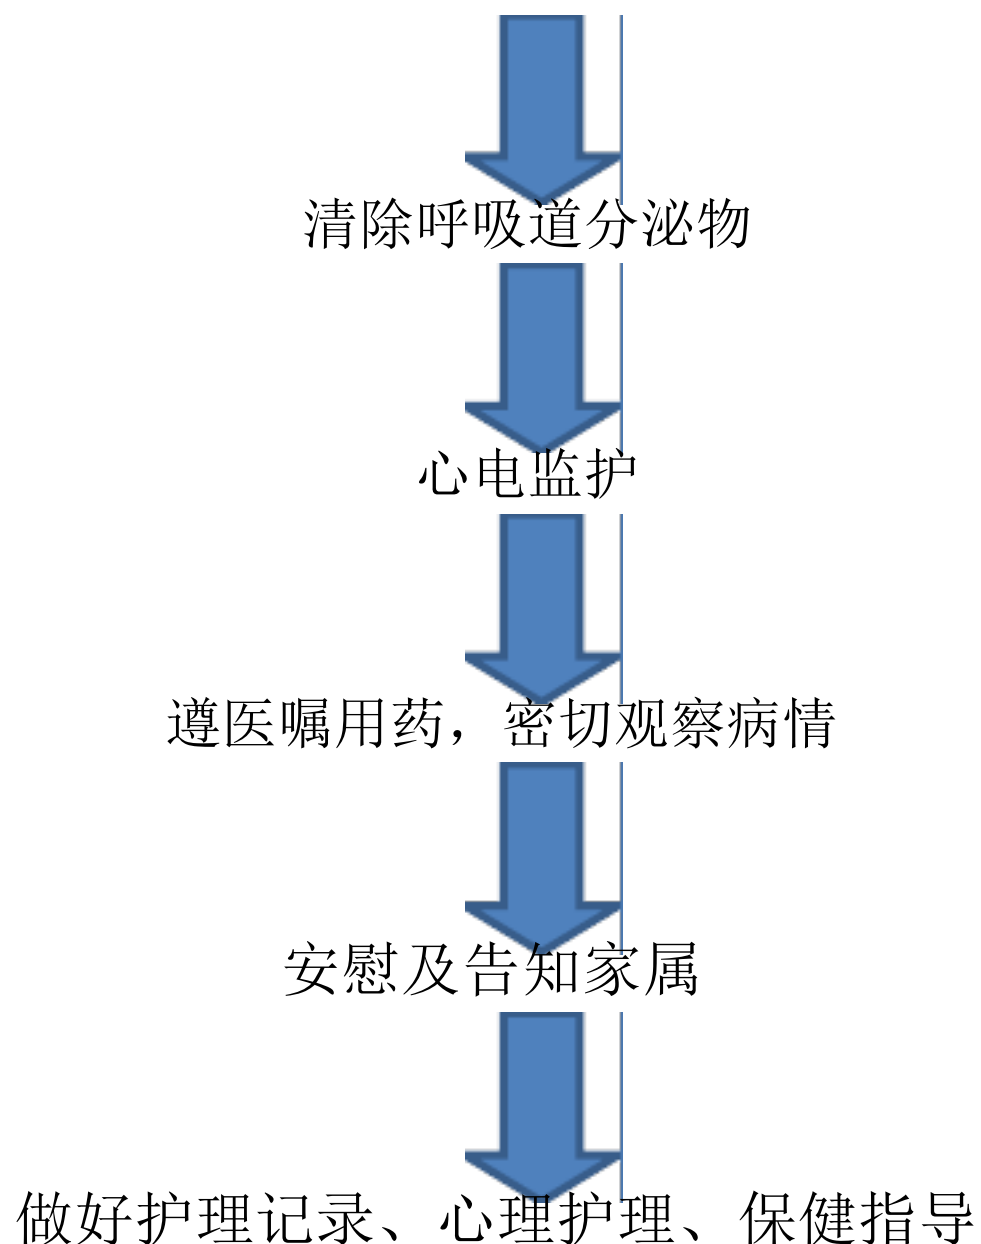 清除呼吸道分泌物
心电监护
遵医嘱用药，密切观察病情
安慰及告知家属
做好护理记录、心理护理、保健指导